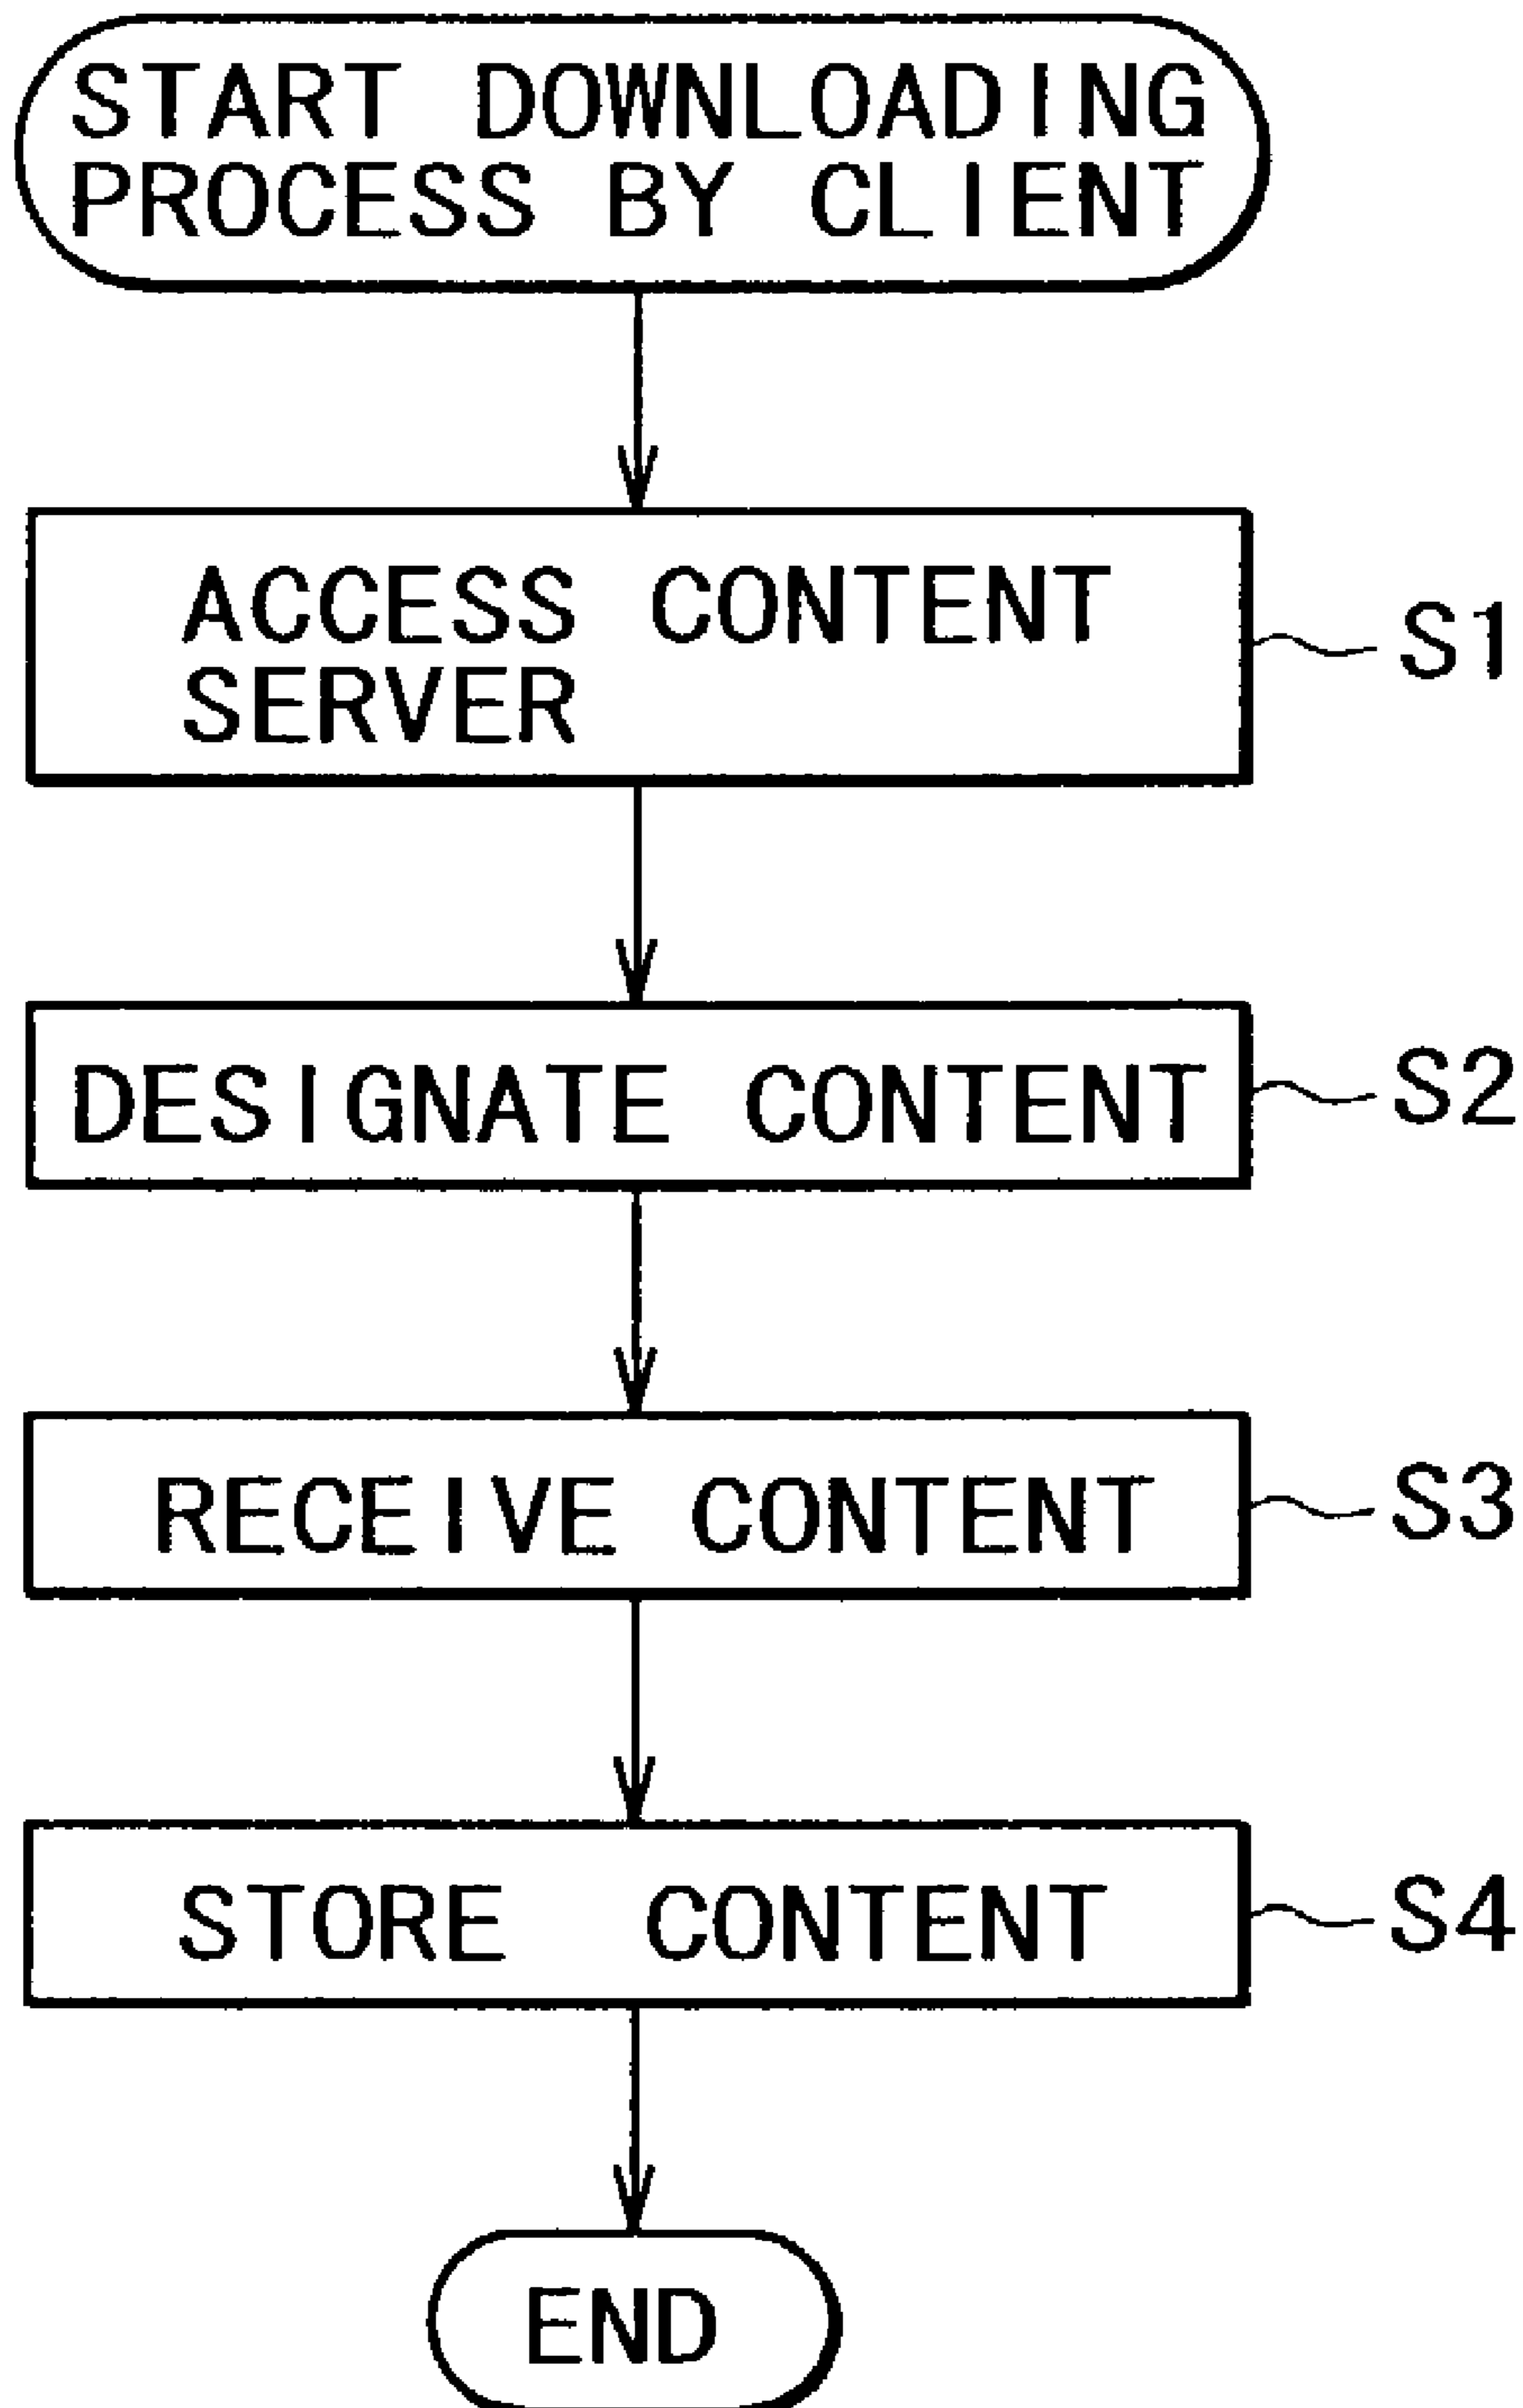 START DOWNLOADING
PROCESS BY CLIENT
ACCESS CONTENT
SERVER
S1
DESIGNATE CONTENT
S2
RECEIVE CONTENT
S3
STORE CONTENT
S4
END